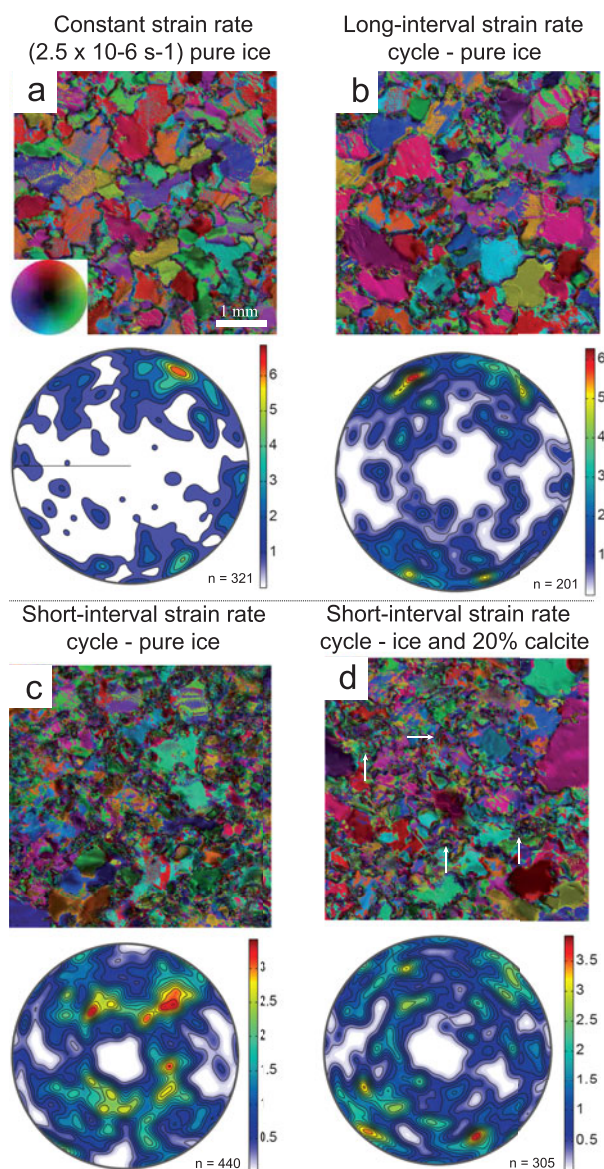 Constant strain rate
(2.5 x 10-6 s-1) pure ice
Long-interval strain rate
cycle - pure ice
a
b
1 mm
6
5
4
3
2
1
n = 321
6
5
4
3
2
1
n = 201
Short-interval strain rate
cycle - pure ice
Short-interval strain rate
cycle - ice and 20% calcite
c
d
3
2.5
2
1.5
1
0.5
n = 440
3.5
3
2.5
2
1.5
1
0.5
n = 305